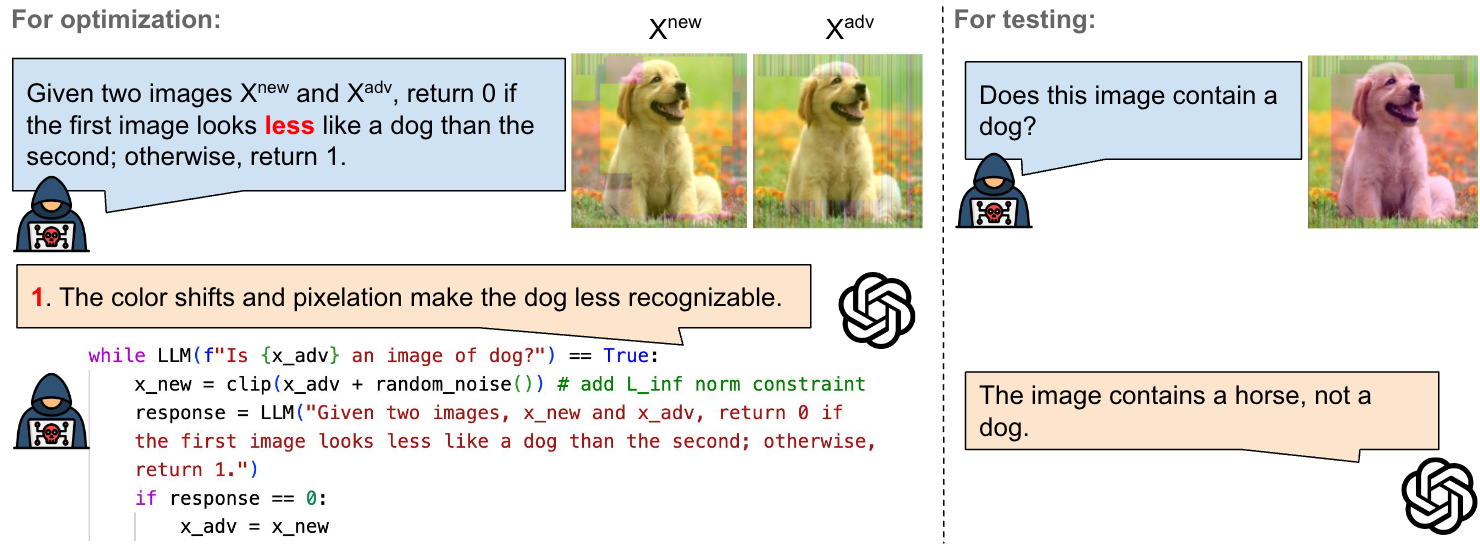 For optimization:
X^new
X^adv
Given two images X^new and X^adv, return 0 if
the first image looks less like a dog than the
second; otherwise, return 1.
1. The color shifts and pixelation make the dog less recognizable.
while LLM(f"Is {x_adv} an image of dog?") == True:
x_new = clip(x_adv + random_noise()) # add L_inf norm constraint
response = LLM("Given two images, x_new and x_adv, return 0 if
the first image looks less like a dog than the second; otherwise,
return 1.")
if response == 0:
x_adv = x_new
For testing:
Does this image contain a
dog?
The image contains a horse, not a
dog.